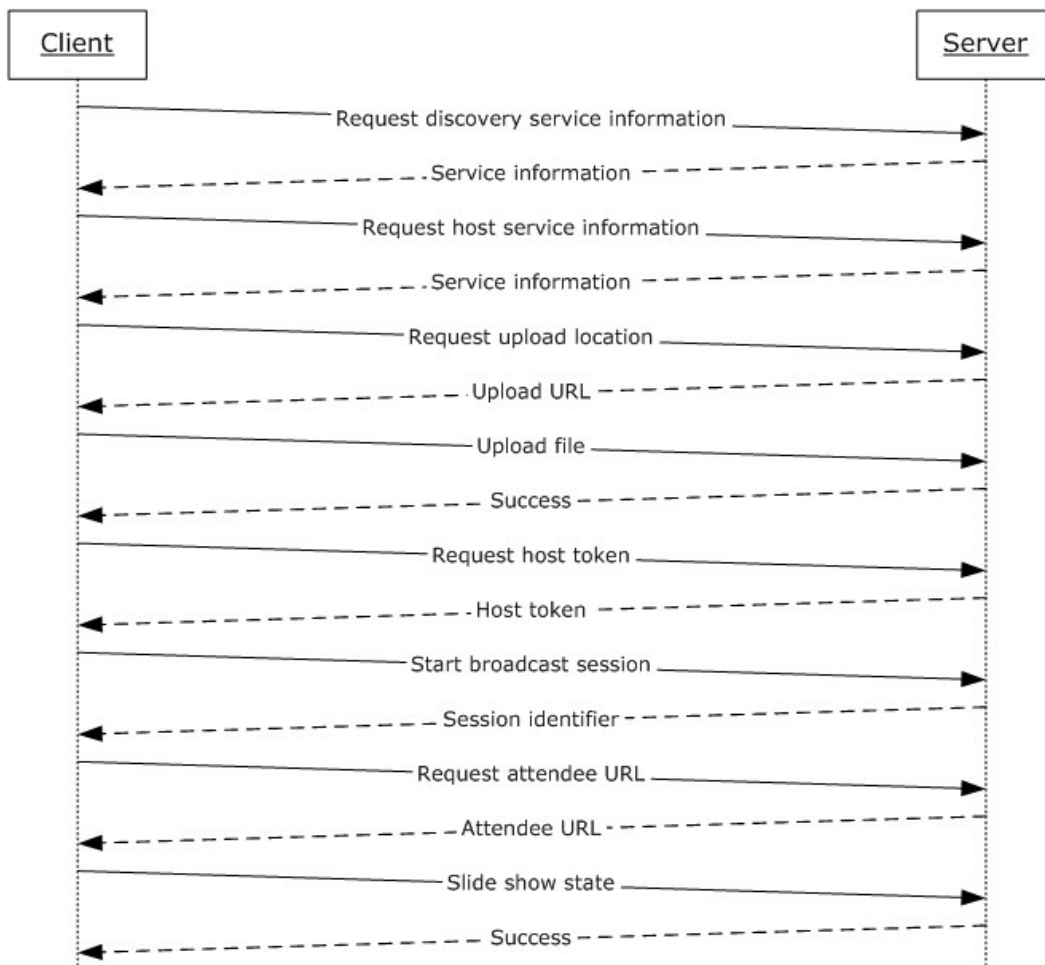 Client
Server
Request discovery service information
Service information
Request host service information
Service information
Request upload location
Upload URL
Upload file
Success
Request host token
Host token
Start broadcast session
Session identifier
Request attendee URL
Attendee URL
Slide show state
Success